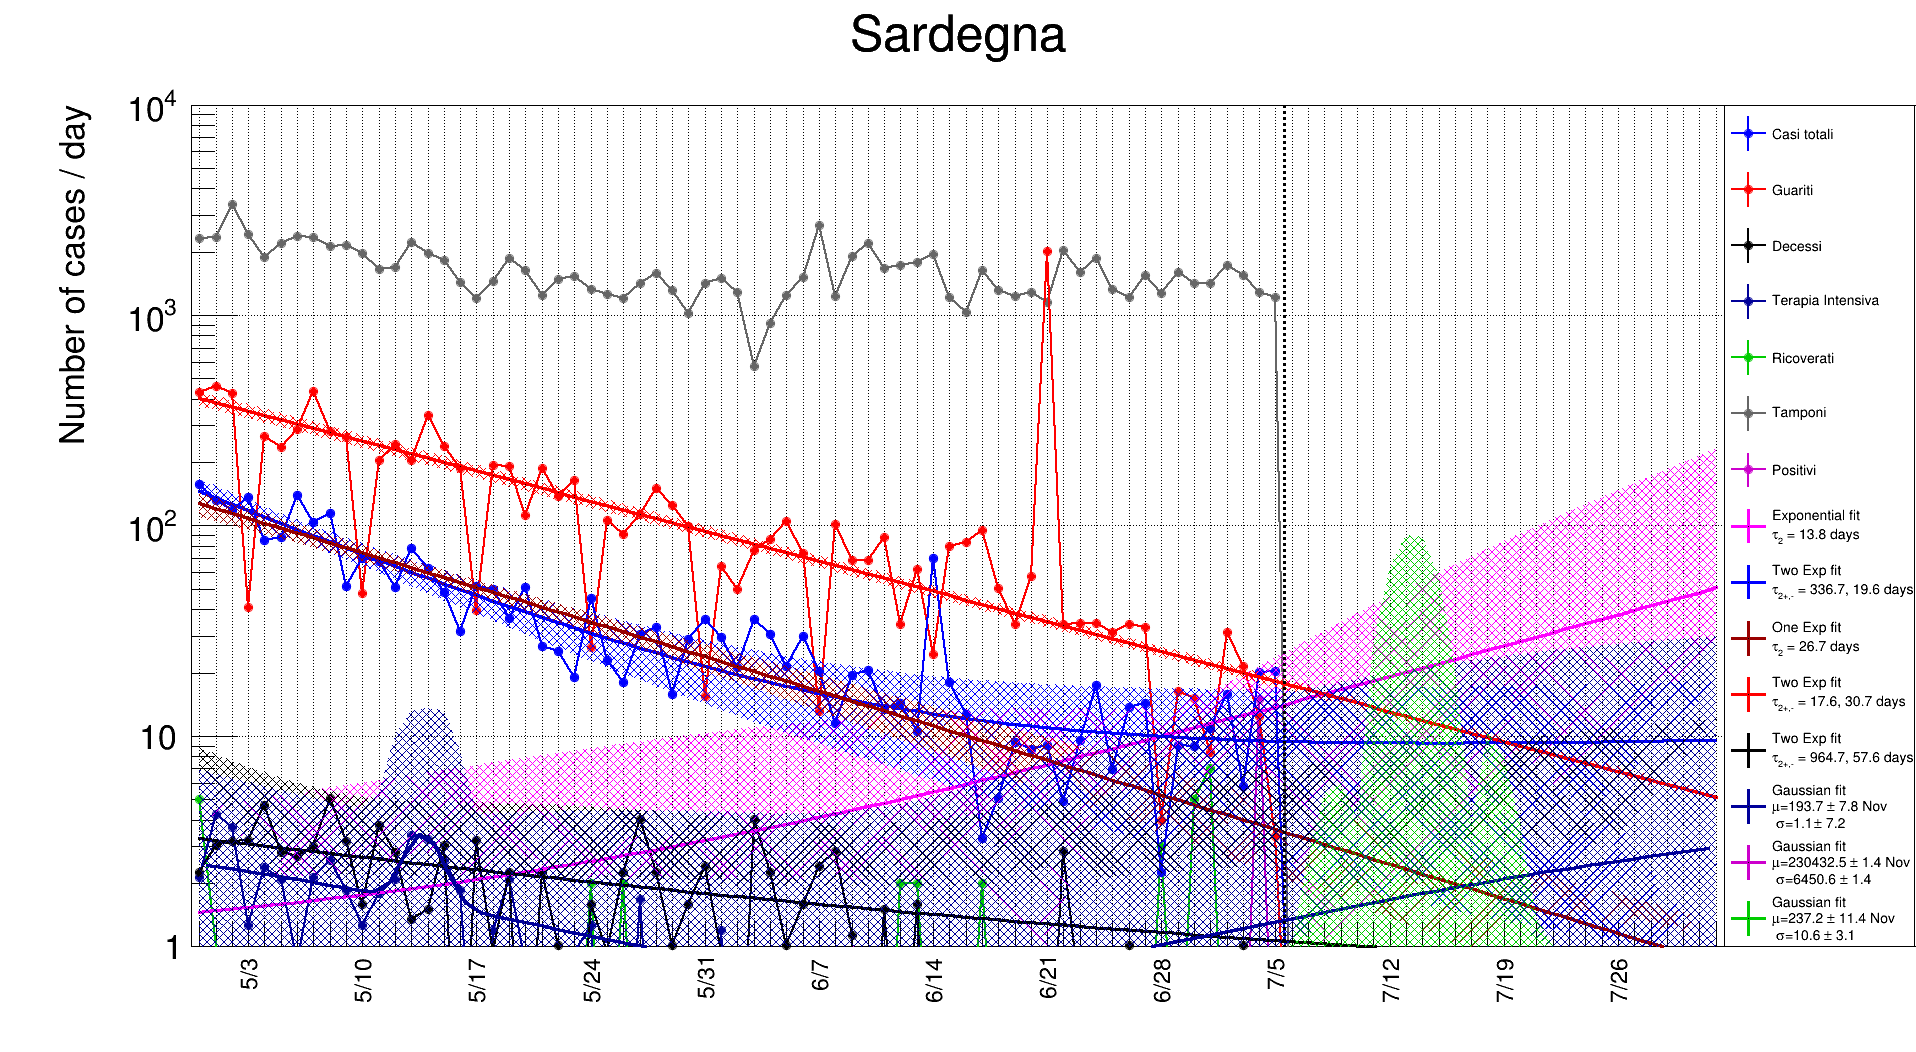 Sardegna
Number of cases / day
10^4
10^3
10^2
10
1
5/3
5/10
5/17
5/24
5/31
6/7
6/14
6/21
6/28
7/5
7/12
7/19
7/26
Casi totali
Guariti
Decessi
Terapia Intensiva
Ricoverati
Tamponi
Positivi
Exponential fit
τ_2 = 13.8 days
Two Exp fit
τ_2+,- = 336.7, 19.6 days
One Exp fit
τ_2 = 26.7 days
Two Exp fit
τ_2+,- = 17.6, 30.7 days
Two Exp fit
τ_2+,- = 964.7, 57.6 days
Gaussian fit
μ=193.7 ± 7.8 Nov
σ=1.1 ± 7.2
Gaussian fit
μ=230432.5 ± 1.4 Nov
σ=6450.6 ± 1.4
Gaussian fit
μ=237.2 ± 11.4 Nov
σ=10.6 ± 3.1